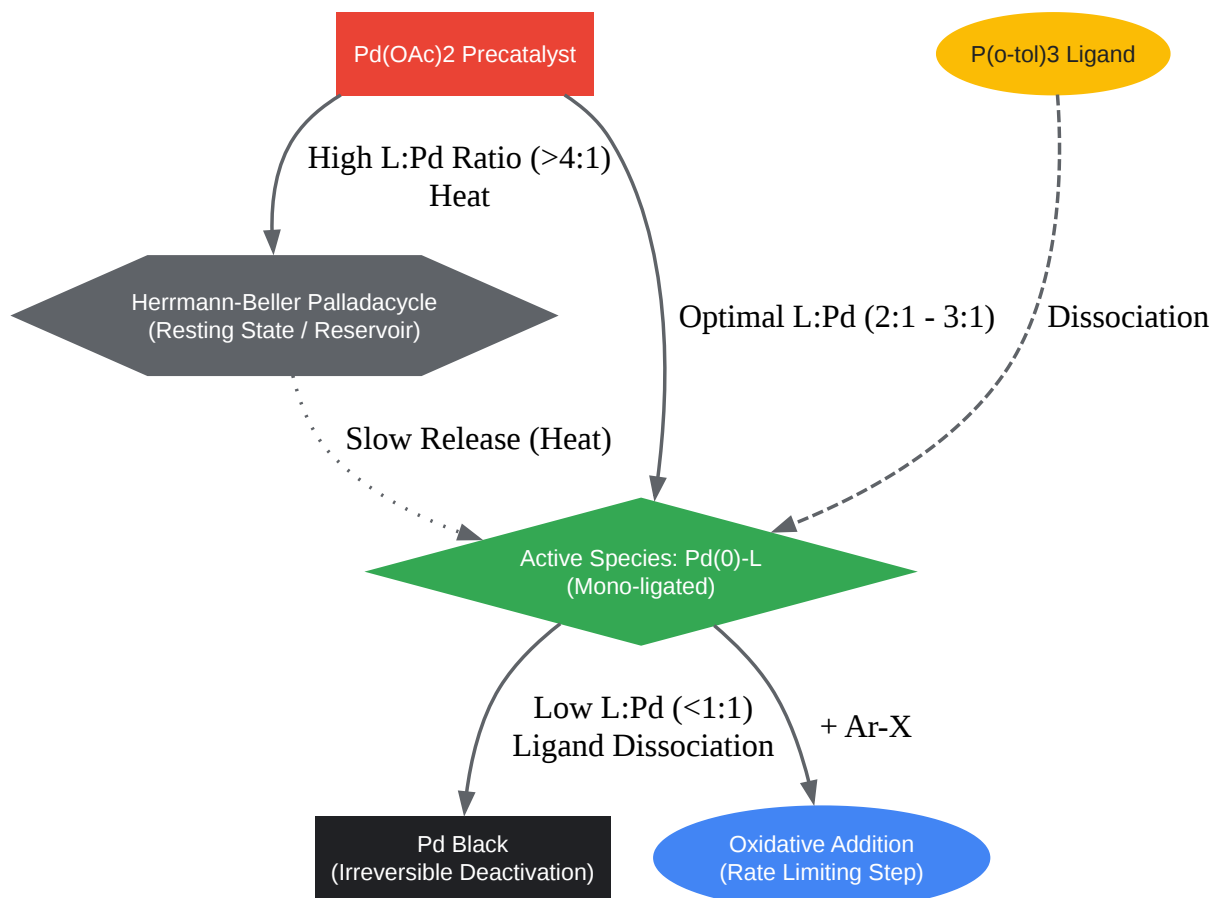 Pd(OAc)2 Precatalyst
P(o-tol)3 Ligand
High L:Pd Ratio (>4:1)
Heat
Herrmann-Beller Palladacycle
(Resting State / Reservoir)
Optimal L:Pd (2:1 - 3:1)
Dissociation
Slow Release (Heat)
Active Species: Pd(0)-L
(Mono-ligated)
Low L:Pd (<1:1)
Ligand Dissociation
+ Ar-X
Pd Black
(Irreversible Deactivation)
Oxidative Addition
(Rate Limiting Step)